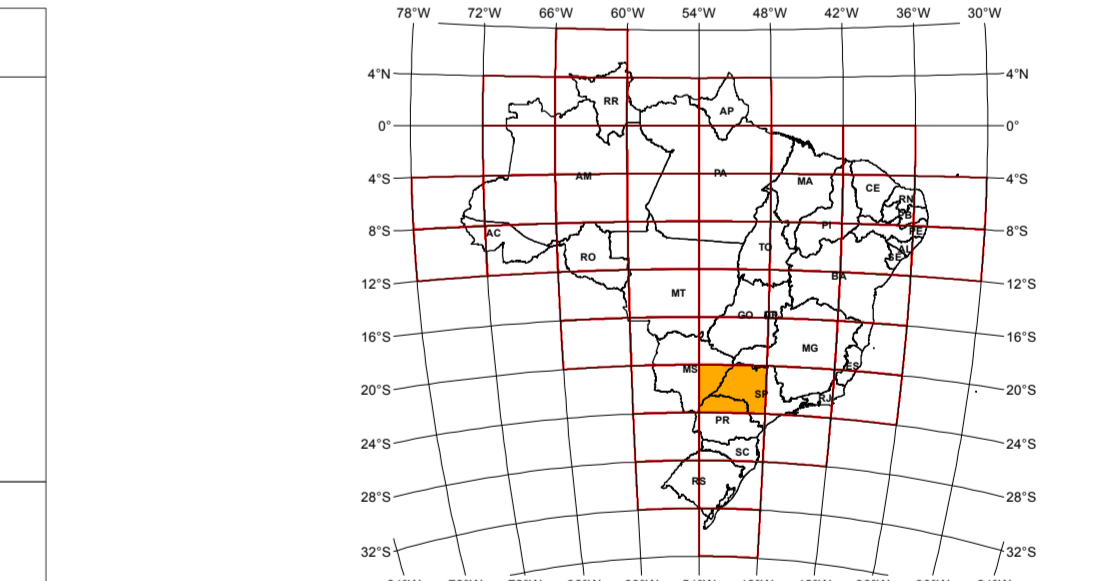 78°W 72°W 66°W 60°W 54°W 48°W 42°W 36°W 30°W
4°N 4°N
RR
AP
0° 0°
4°S AM PA MA CE 4°S
RN
PB
8°S AC PI PE 8°S
TO AL
RO SE
BA
12°S MT 12°S
GO DF
16°S 16°S
MG
MS ES
20°S SP RJ 20°S
PR
24°S 24°S
SC
RS
28°S 28°S
32°S 32°S